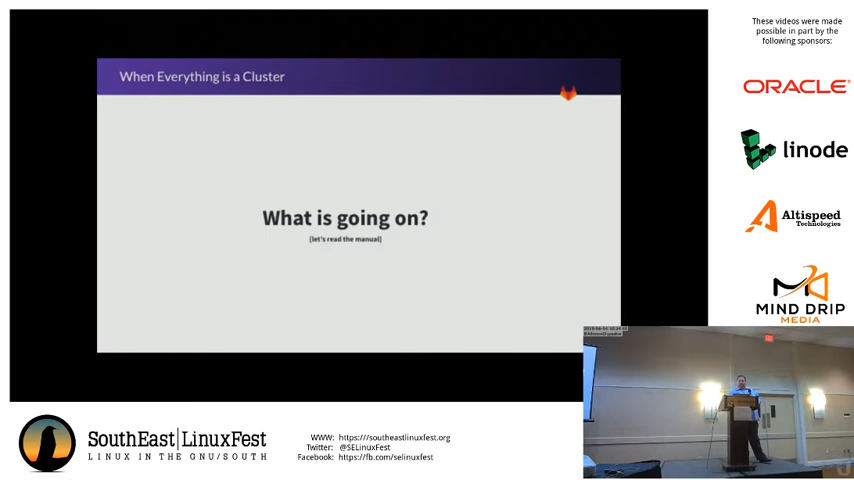 When Everything is a Cluster
What is going on?
[let's read the manual]
These videos were made
possible in part by the
following sponsors:
ORACLE®
linode
Altispeed
Technologies
MIND DRIP
MEDIA
SouthEast|LinuxFest
LINUX IN THE GNU/SOUTH
WWW: https:///southeastlinuxfest.org
Twitter: @SELinuxFest
Facebook: https://fb.com/selinuxfest